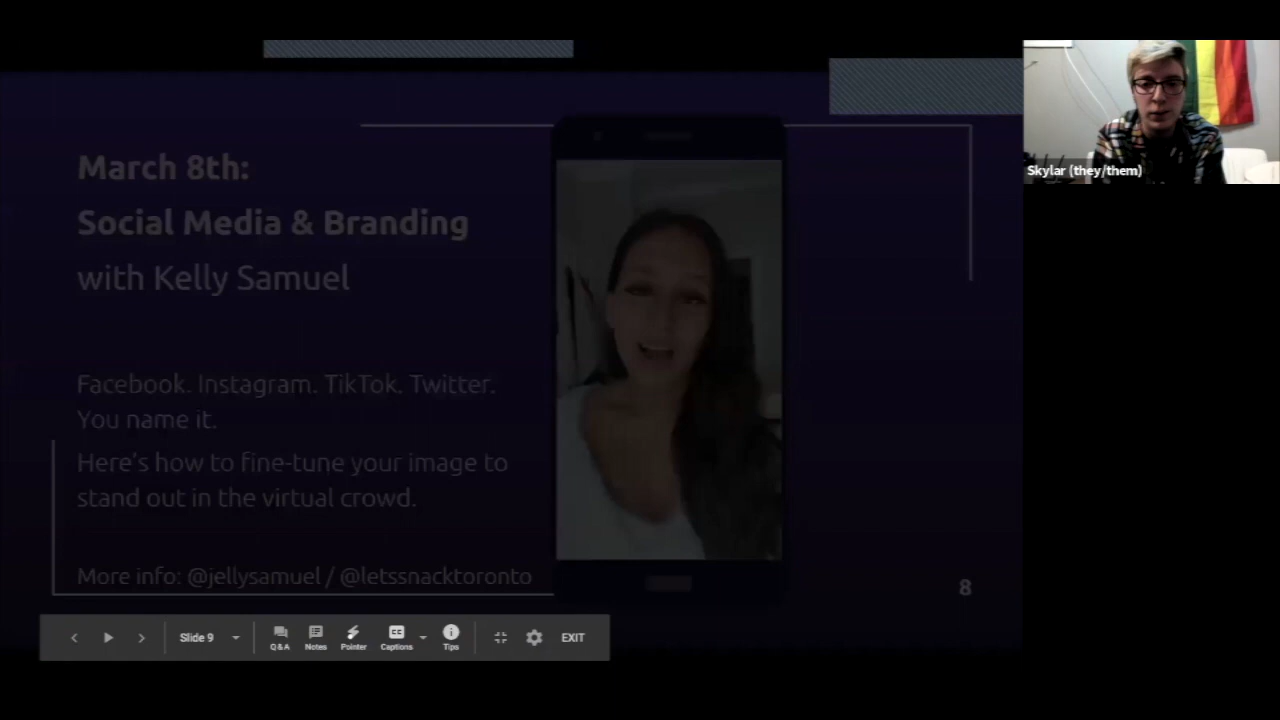 March 8th:
Social Media & Branding
with Kelly Samuel
Facebook. Instagram. TikTok. Twitter.
You name it.
Here’s how to fine-tune your image to
stand out in the virtual crowd.
More info: @jellysamuel / @letssnacktoronto
8
Slide 9
Q&A
Notes
Pointer
CC
Captions
Tips
EXIT
Skylar (they/them)